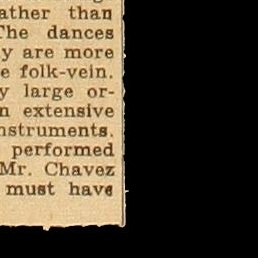 ather than
The dances
y are more
e folk-vein.
y large or-
n extensive
nstruments.
performed
Mr. Chavez
must have